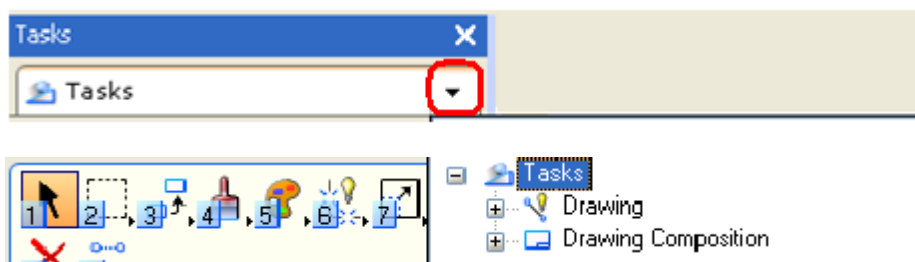 Tasks
Tasks
1 2 3 4 5 6 7
Tasks
Drawing
Drawing Composition